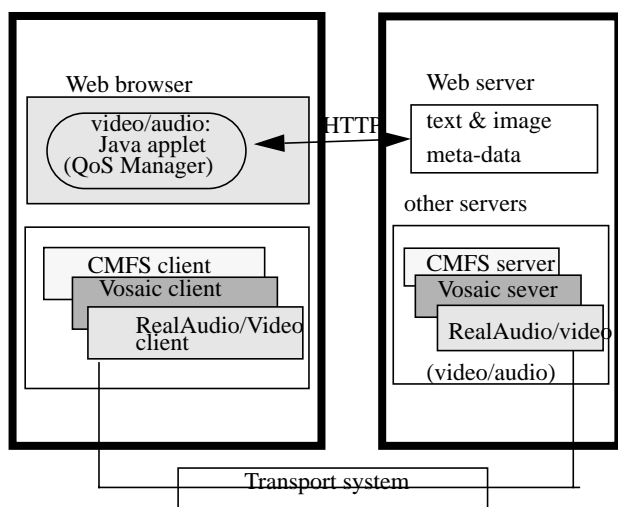 Web browser
video/audio:
Java applet
(QoS Manager)
HTTP
Web server
text & image
meta-data
other servers
CMFS client
Vosaic client
RealAudio/Video
client
CMFS server
Vosaic sever
RealAudio/video
(video/audio)
Transport system